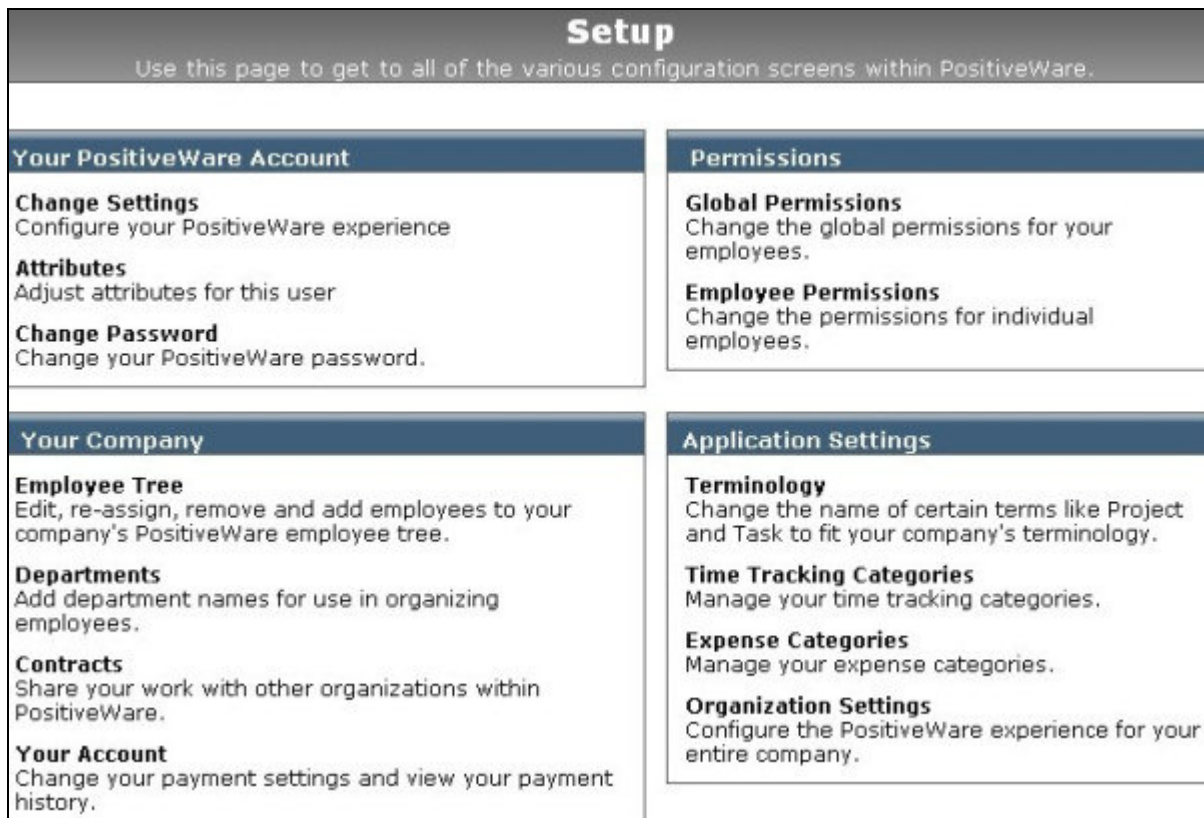 Setup
Use this page to get to all of the various configuration screens within PositiveWare.
Your PositiveWare Account
Change Settings
Configure your PositiveWare experience
Attributes
Adjust attributes for this user
Change Password
Change your PositiveWare password.
Permissions
Global Permissions
Change the global permissions for your
employees.
Employee Permissions
Change the permissions for individual
employees.
Your Company
Employee Tree
Edit, re-assign, remove and add employees to your
company's PositiveWare employee tree.
Departments
Add department names for use in organizing
employees.
Contracts
Share your work with other organizations within
PositiveWare.
Your Account
Change your payment settings and view your payment
history.
Application Settings
Terminology
Change the name of certain terms like Project
and Task to fit your company's terminology.
Time Tracking Categories
Manage your time tracking categories.
Expense Categories
Manage your expense categories.
Organization Settings
Configure the PositiveWare experience for your
entire company.